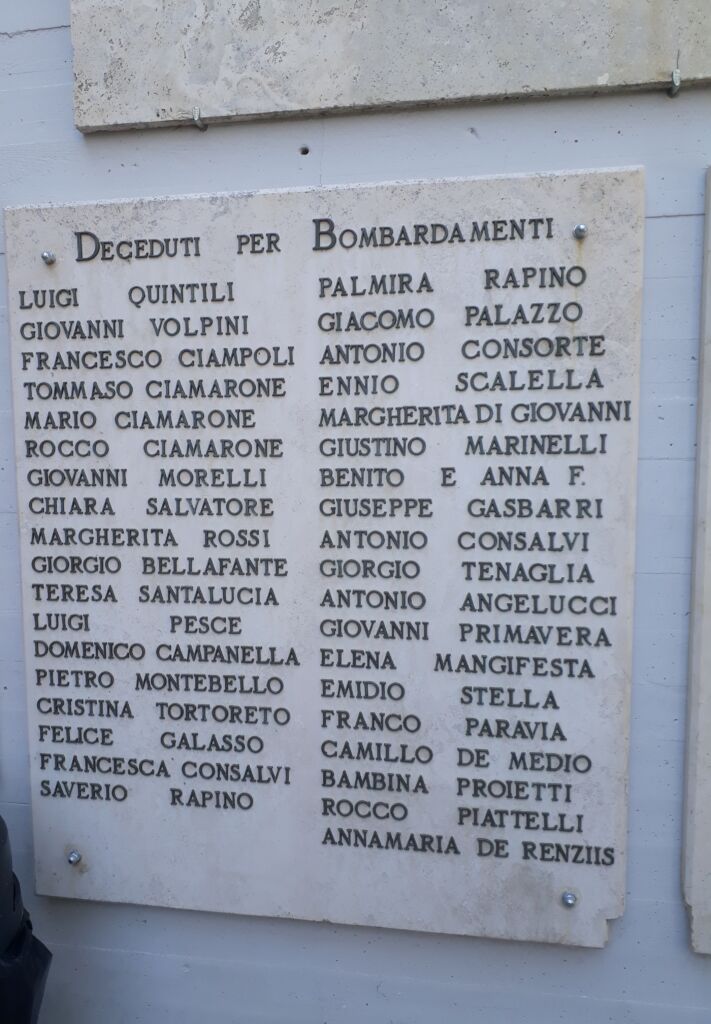 DECEDUTI PER BOMBARDAMENTI
LUIGI QUINTILI
GIOVANNI VOLPINI
FRANCESCO CIAMPOLI
TOMMASO CIAMARONE
MARIO CIAMARONE
ROCCO CIAMARONE
GIOVANNI MORELLI
CHIARA SALVATORE
MARGHERITA ROSSI
GIORGIO BELLAFANTE
TERESA SANTALUCIA
LUIGI PESCE
DOMENICO CAMPANELLA
PIETRO MONTEBELLO
CRISTINA TORTORETO
FELICE GALASSO
FRANCESCA CONSALVI
SAVERIO RAPINO
PALMIRA RAPINO
GIACOMO PALAZZO
ANTONIO CONSORTE
ENNIO SCALELLA
MARGHERITA DI GIOVANNI
GIUSTINO MARINELLI
BENITO E ANNA F.
GIUSEPPE GASBARRI
ANTONIO CONSALVI
GIORGIO TENAGLIA
ANTONIO ANGELUCCI
GIOVANNI PRIMAVERA
ELENA MANGIFESTA
EMIDIO STELLA
FRANCO PARAVIA
CAMILLO DE MEDIO
BAMBINA PROIETTI
ROCCO PIATTELLI
ANNAMARIA DE RENZIIS